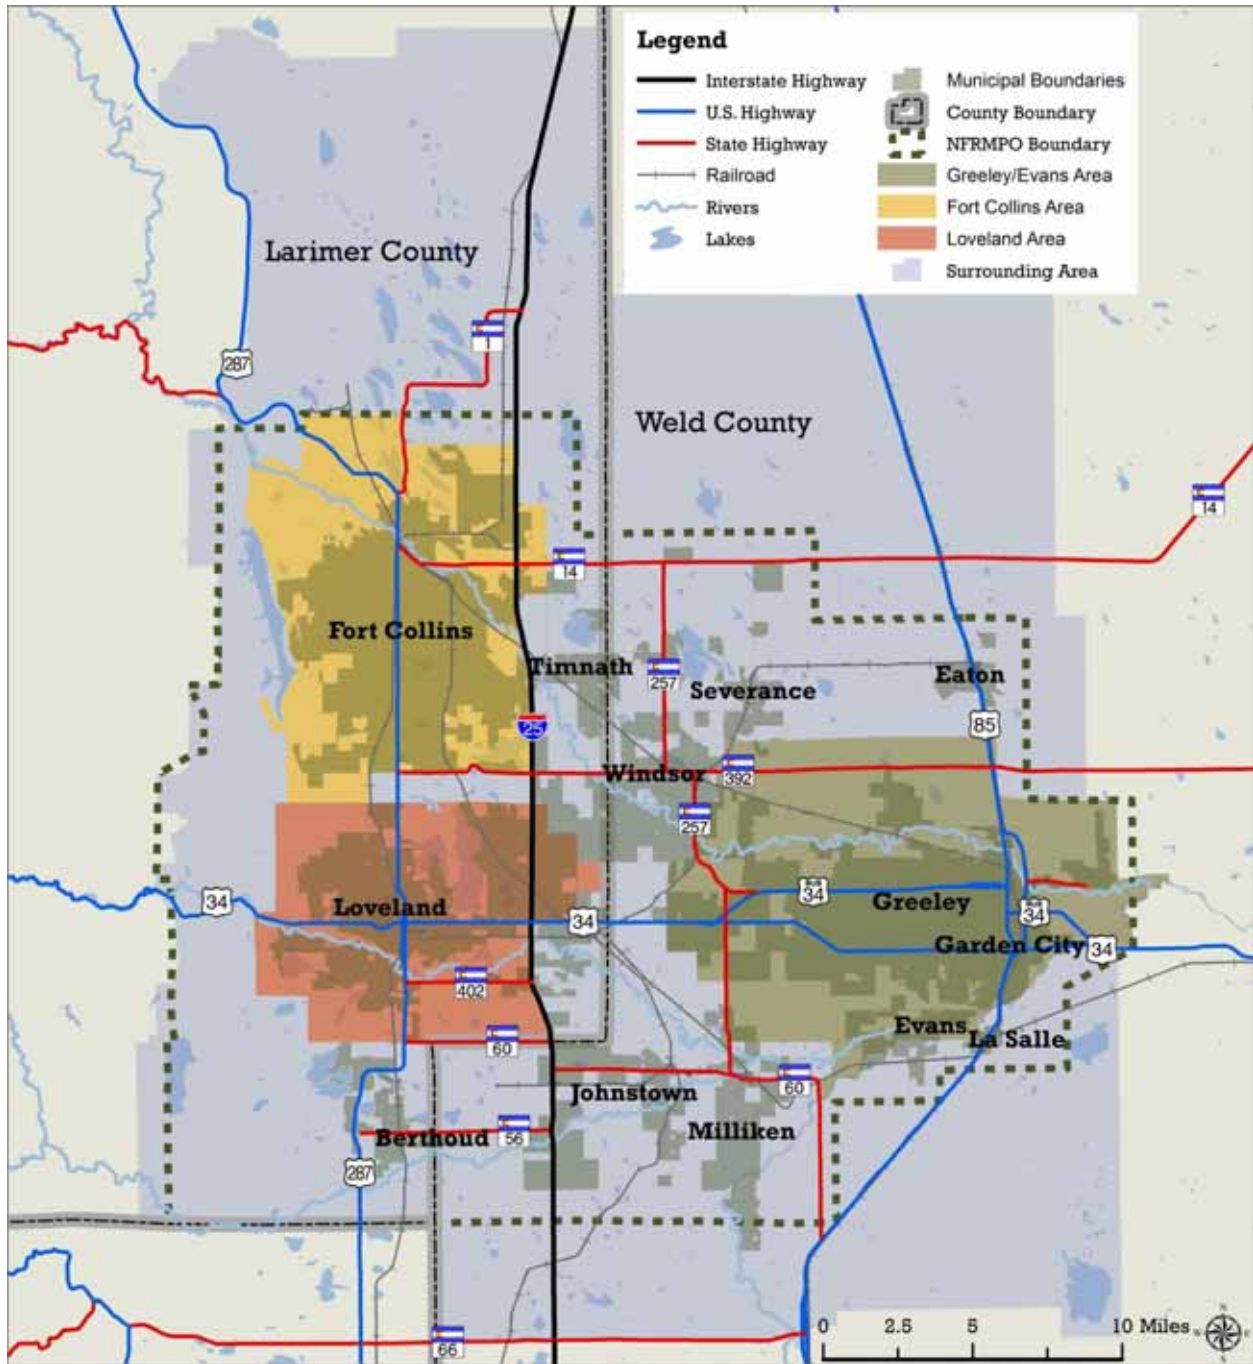 Legend
Interstate Highway
U.S. Highway
State Highway
Railroad
Rivers
Lakes
Municipal Boundaries
County Boundary
NFRMPO Boundary
Greeley/Evans Area
Fort Collins Area
Loveland Area
Surrounding Area
Larimer County
1
287
Weld County
14
14
Fort Collins
Timnath
257
Severance
Eaton
25
85
Windsor
392
257
34
Loveland
34
34
Greeley
34
Garden City
34
402
Evans
La Salle
60
60
Johnstown
Milliken
Berthoud
56
287
66
0
2.5
5
10 Miles